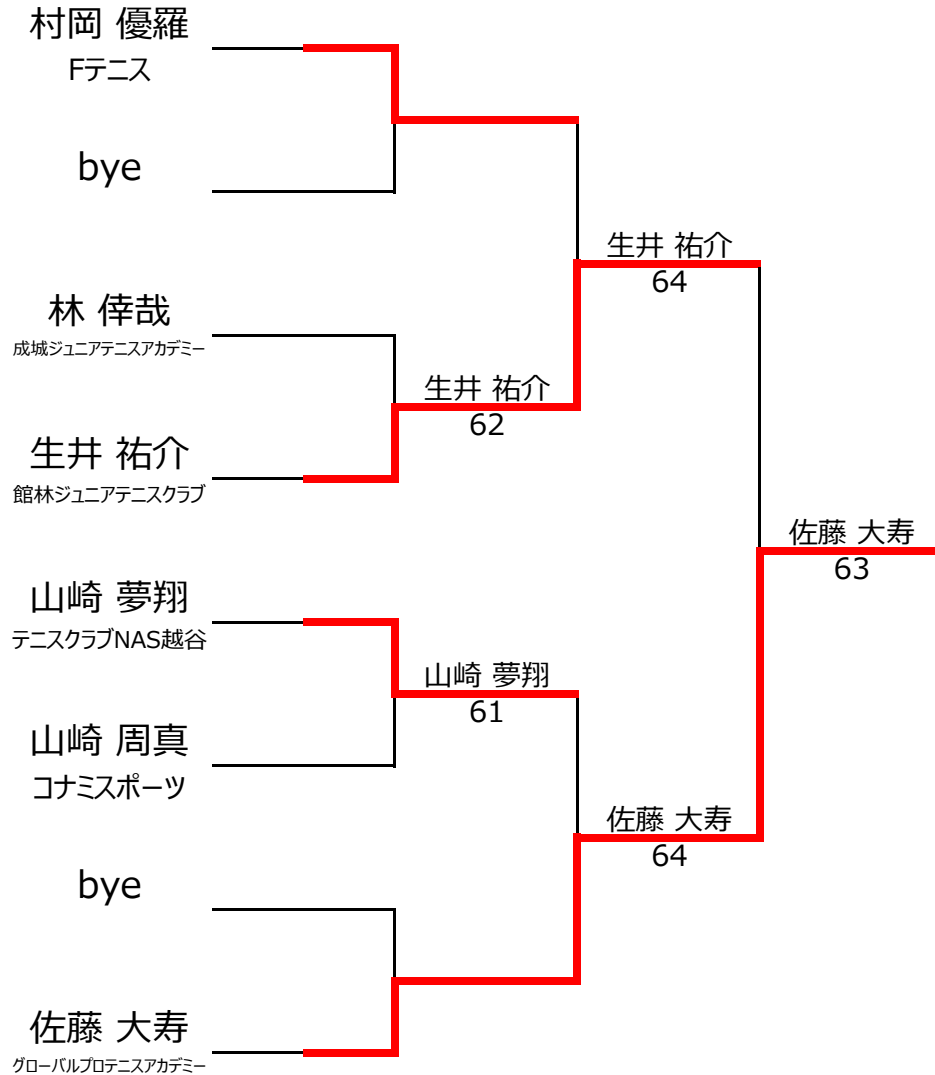 村岡 優羅
Fテニス
bye
林 倖哉
成城ジュニアテニスアカデミー
生井 祐介
館林ジュニアテニスクラブ
山崎 夢翔
テニスクラブNAS越谷
山崎 周真
コナミスポーツ
bye
佐藤 大寿
グローバルプロテニスアカデミー
生井 祐介
62
山崎 夢翔
61
生井 祐介
64
佐藤 大寿
64
佐藤 大寿
63